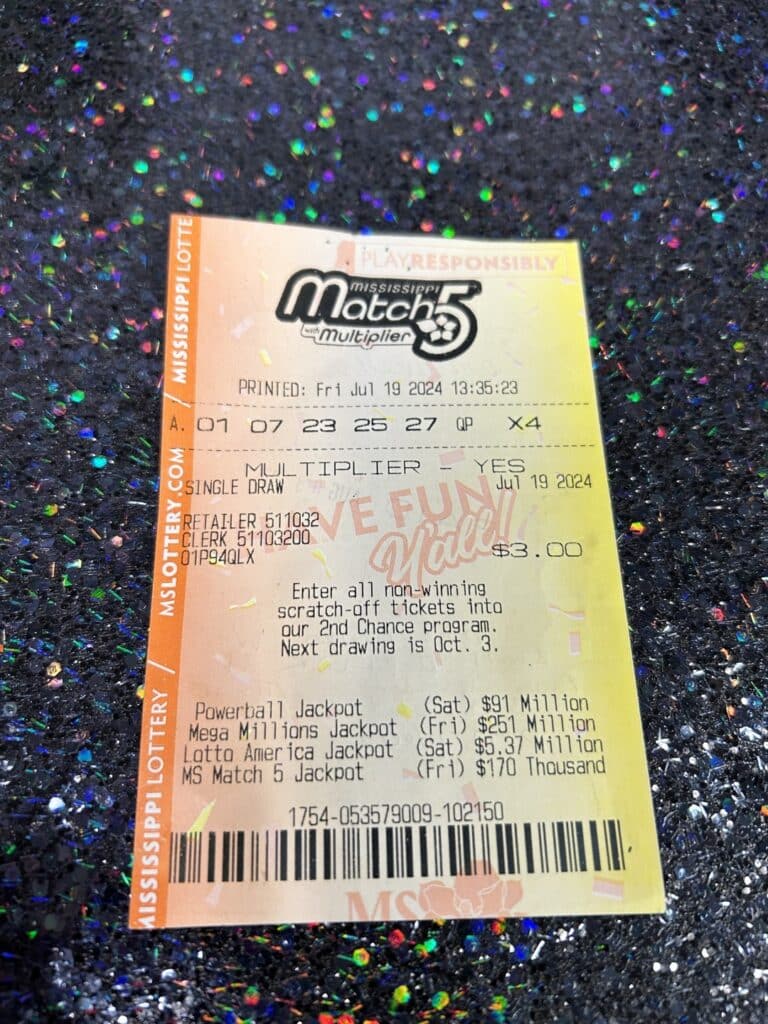 PLAY RESPONSIBLY
MISSISSIPPI
Match 5
with Multiplier
PRINTED: Fri Jul 19 2024 13:35:23
A. 01 07 23 25 27 QP X4
MULTIPLIER - YES
SINGLE DRAW Jul 19 2024
HAVE FUN
Y'all!
RETAILER 511032
CLERK 51103200
01P94QLX
$3.00
Enter all non-winning
scratch-off tickets into
our 2nd Chance program.
Next drawing is Oct. 3.
Powerball Jackpot (Sat) $91 Million
Mega Millions Jackpot (Fri) $251 Million
Lotto America Jackpot (Sat) $5.37 Million
MS Match 5 Jackpot (Fri) $170 Thousand
1754-053579009-102150
MS
MISSISSIPPI LOTTERY / MSLOTTERY.COM / MISSISSIPPI LOTTE